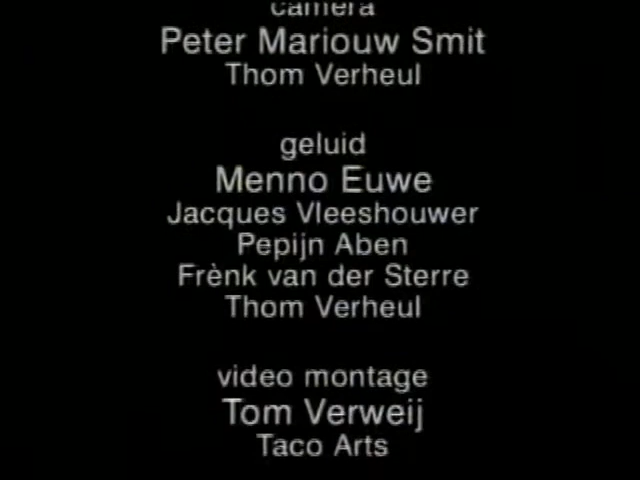 camera
Peter Mariouw Smit
Thom Verheul
geluid
Menno Euwe
Jacques Vleeshouwer
Pepijn Aben
Frènk van der Sterre
Thom Verheul
video montage
Tom Verweij
Taco Arts